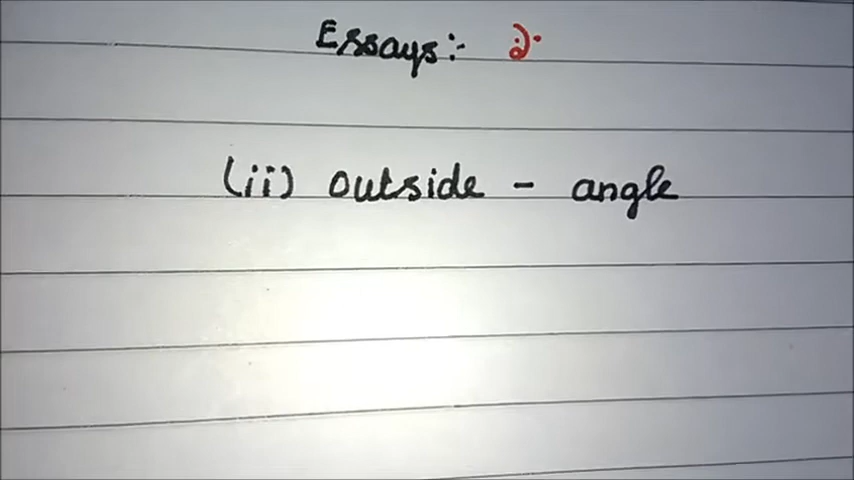 Essays:- 2.
(ii) outside - angle